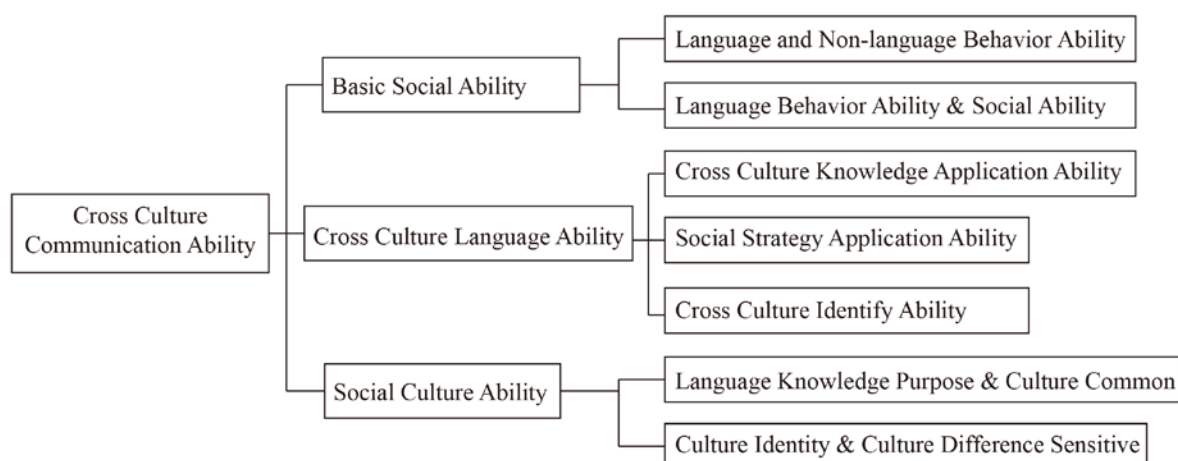 Cross Culture
Communication Ability
Basic Social Ability
Language and Non-language Behavior Ability
Language Behavior Ability & Social Ability
Cross Culture Language Ability
Cross Culture Knowledge Application Ability
Social Strategy Application Ability
Cross Culture Identify Ability
Social Culture Ability
Language Knowledge Purpose & Culture Common
Culture Identity & Culture Difference Sensitive